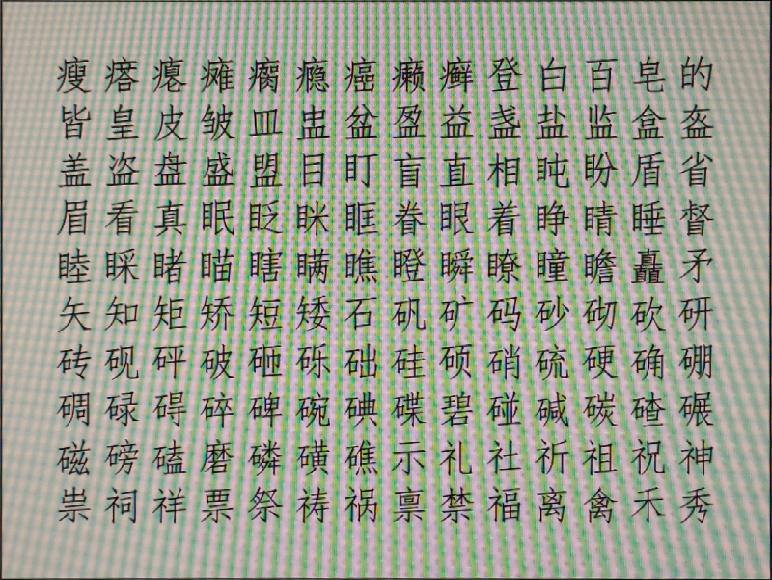 瘦瘩瘪瘫瘸瘾癌癞癣登白百皂的
皆皇皮皱皿盅盆盈益盏盐监盒盔
盖盗盘盛盟目盯盲直相盹盼盾省
眉看真眠眨眯眶眷眼着睁睛睡督
睦睬睹瞄瞎瞒瞧瞪瞬瞭瞳瞻矗矛
矢知矩矫短矮石矾矿码砂砌砍研
砖砚砰破砸砾础硅硕硝硫硬确硼
碉碌碍碎碑碗碘碟碧碰碱碳碴碾
磁磅磕磨磷磺礁示礼社祈祖祝神
祟祠祥票祭祷祸禀禁福离禽禾秀